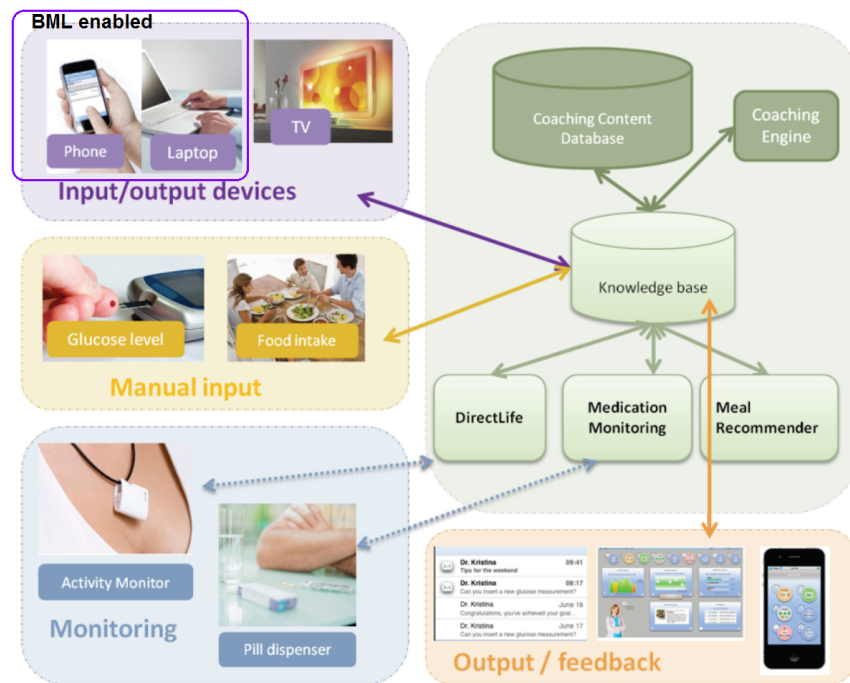 BML enabled
Phone
Laptop
TV
Input/output devices
Coaching Content
Database
Coaching
Engine
Knowledge base
Glucose level
Food intake
Manual input
DirectLife
Medication
Monitoring
Meal
Recommender
Activity Monitor
Pill dispenser
Monitoring
Dr. Kristina 09:41
Tips for the weekend
Dr. Kristina 08:17
Can you insert a new glucose measurement?
Dr. Kristina June 18
Congratulations, you've achieved your goal...
Dr. Kristina June 17
Can you insert a new glucose measurement?
Output / feedback